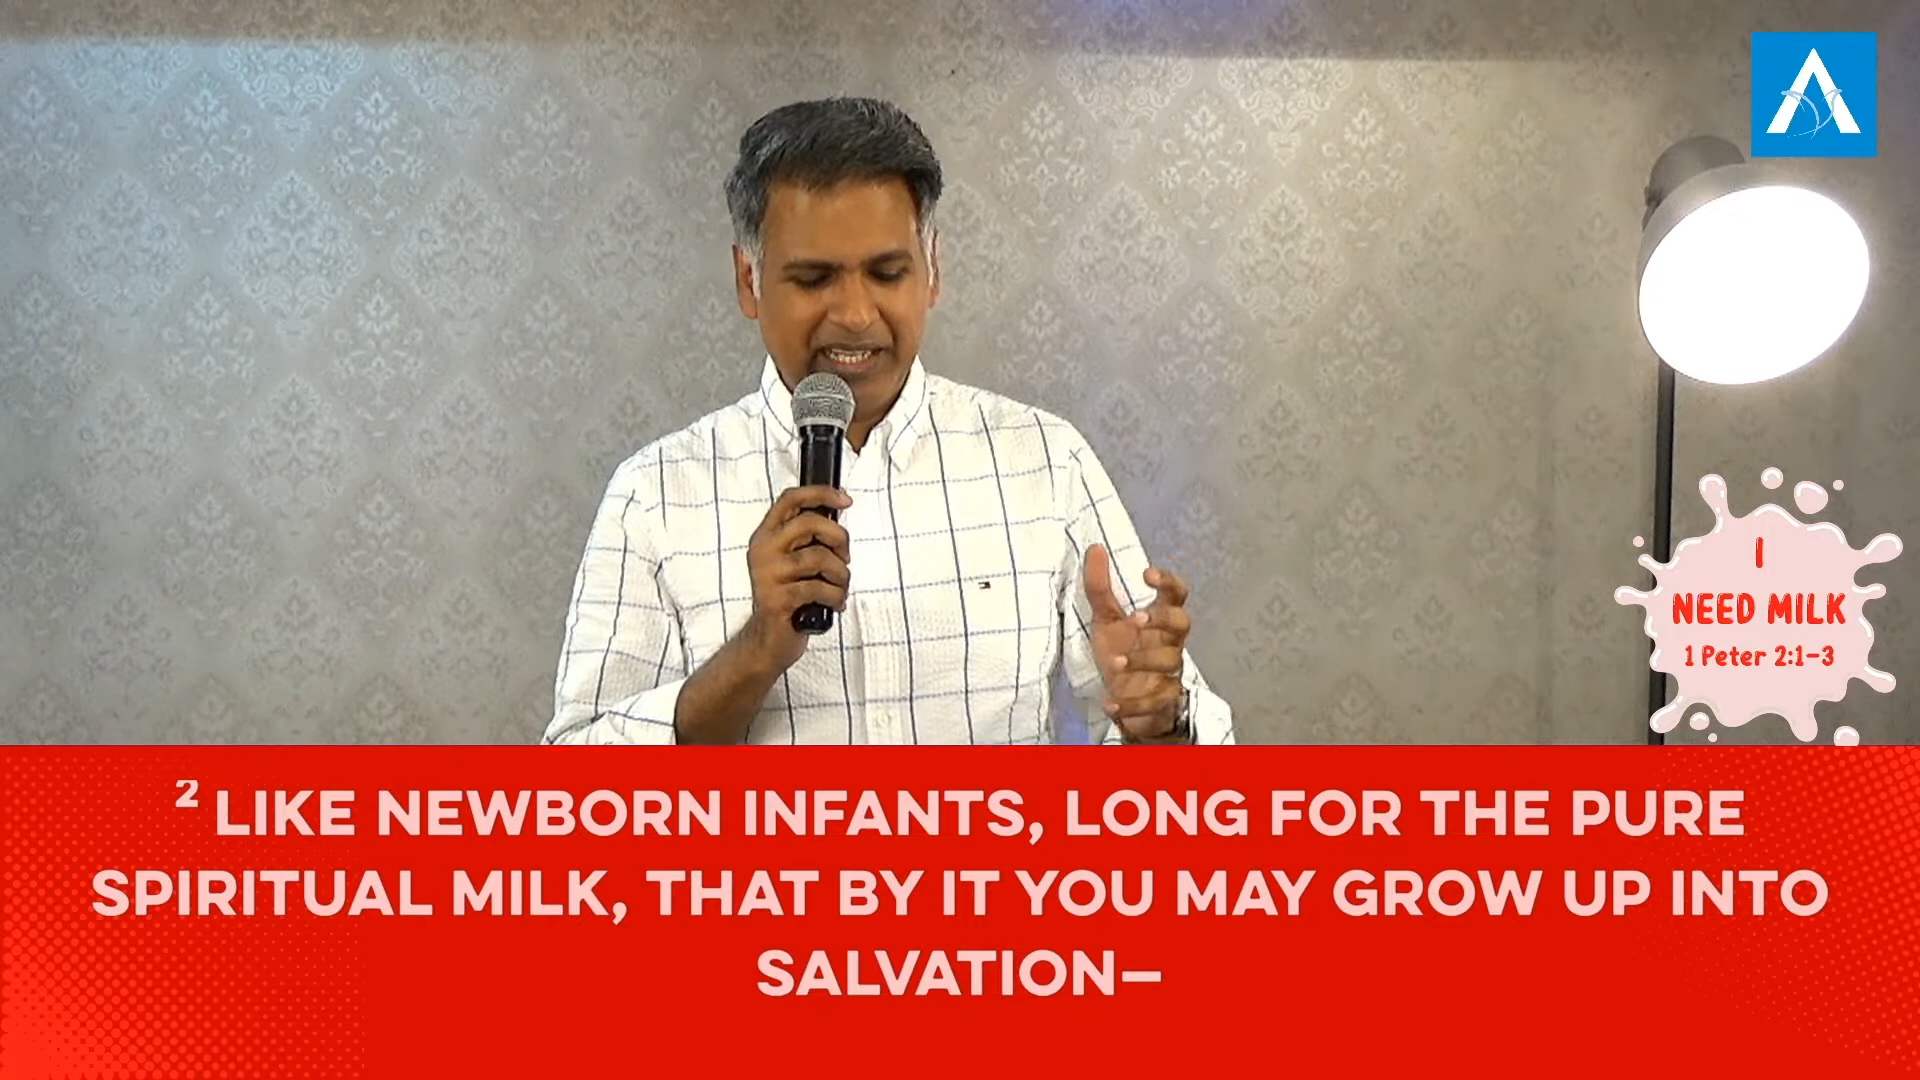 I
NEED MILK
1 Peter 2:1-3
² LIKE NEWBORN INFANTS, LONG FOR THE PURE
SPIRITUAL MILK, THAT BY IT YOU MAY GROW UP INTO
SALVATION—